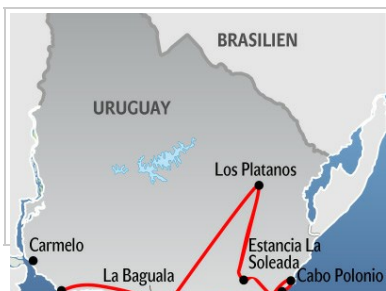 BRASILIEN
URUGUAY
Los Platanos
Carmelo
Estancia La
Soleada
La Baguala
Cabo Polonio